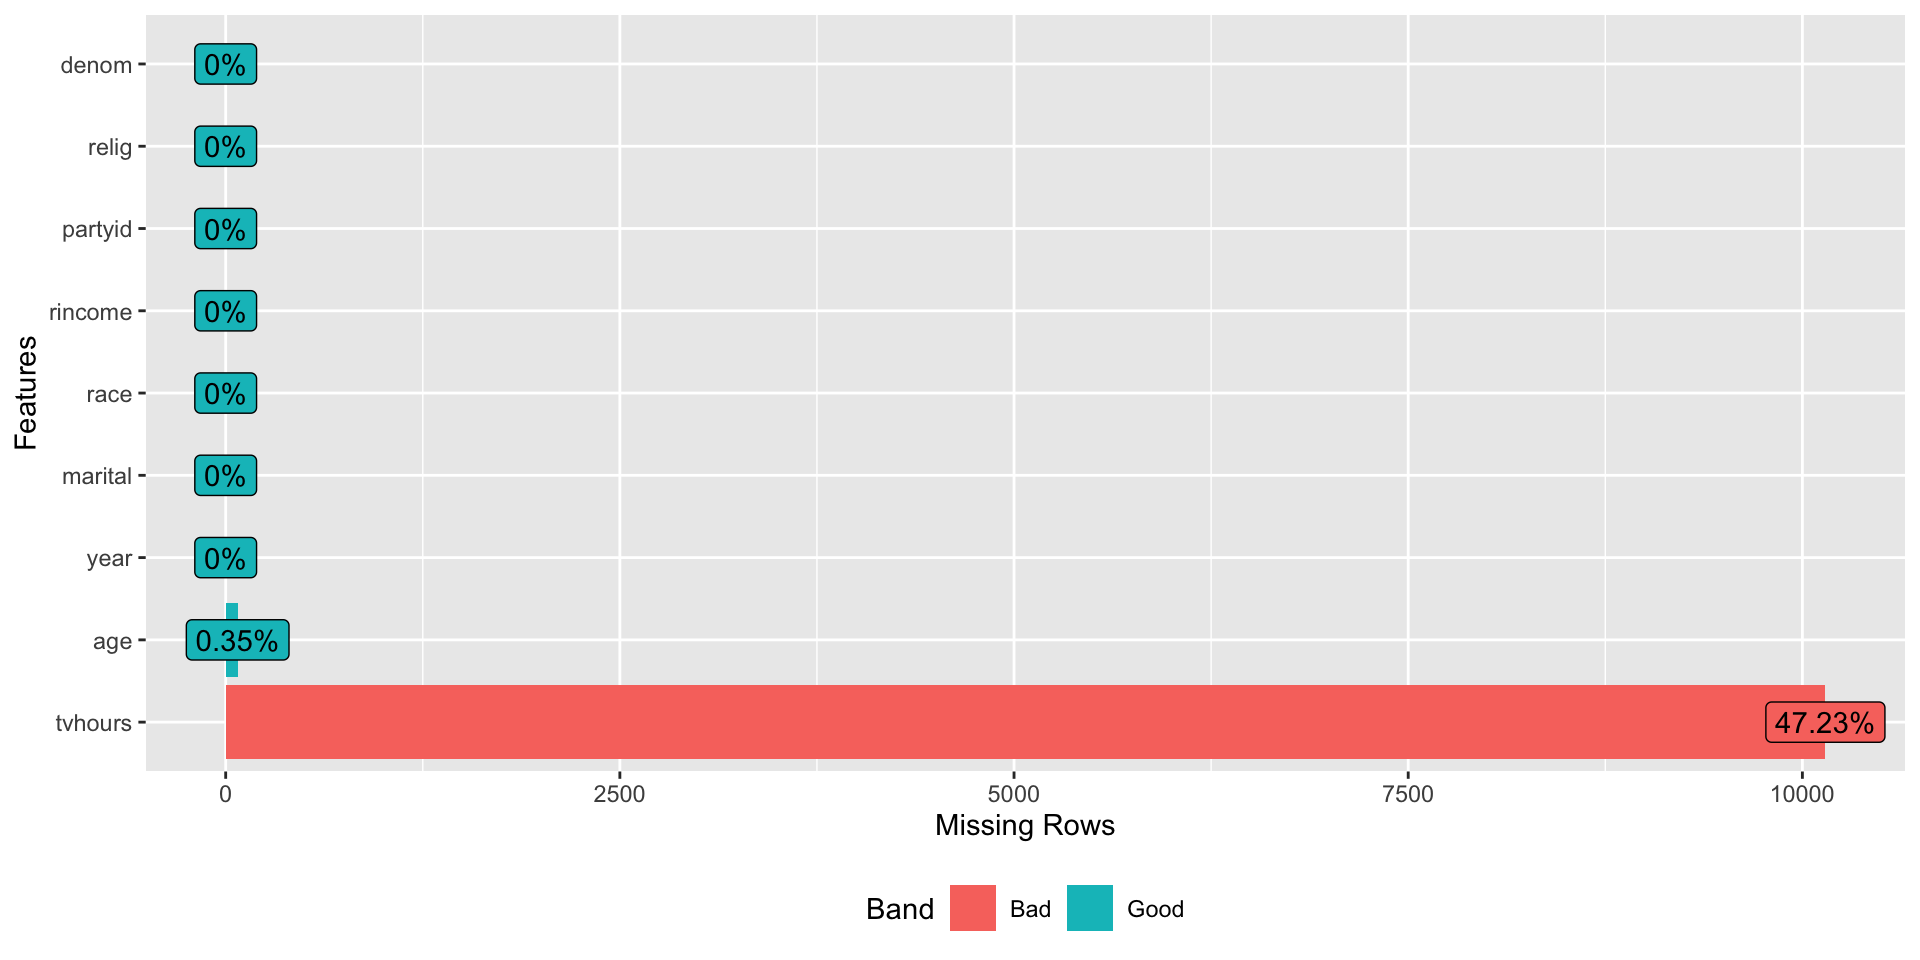 denom 0%
relig 0%
partyid 0%
rincome 0%
race 0%
marital 0%
year 0%
age 0.35%
tvhours 47.23%
Features
0 2500 5000 7500 10000
Missing Rows
Band Bad Good